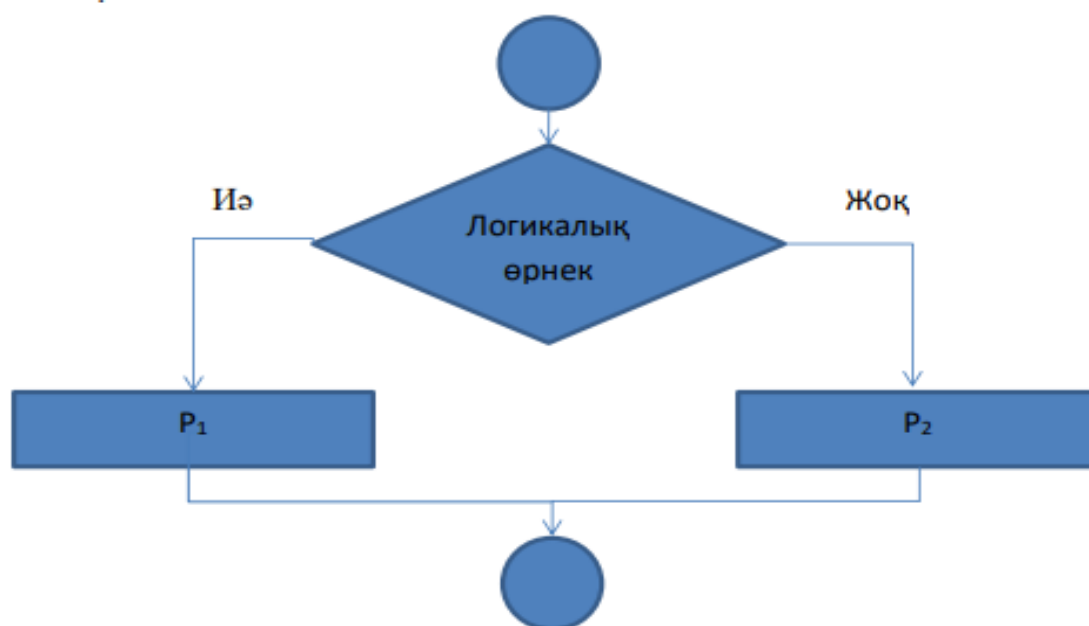 Иә
Жоқ
Логикалық
өрнек
P₁
P₂